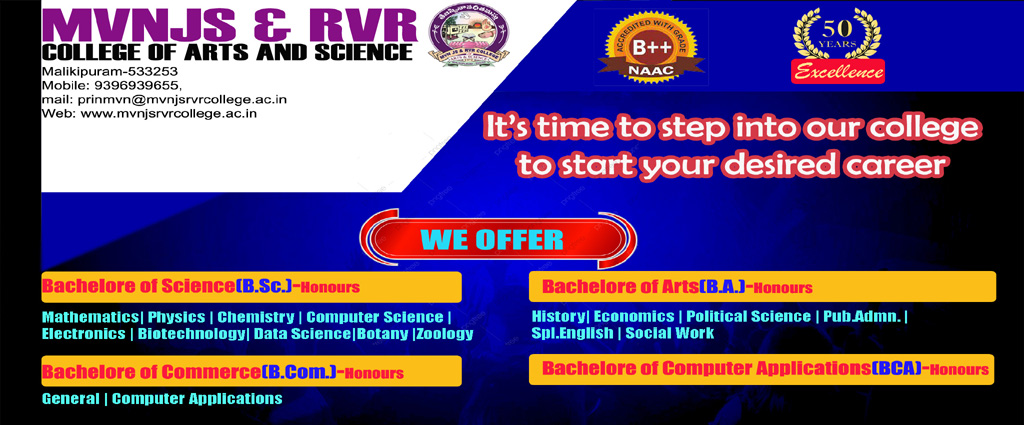 MVNJS & RVR
COLLEGE OF ARTS AND SCIENCE
Malikipuram-533253
Mobile: 9396939655,
mail: prinmvn@mvnjsrvrcollege.ac.in
Web: www.mvnjsrvrcollege.ac.in
MVN JS & RVR COLLEGE
ACCREDITED WITH GRADE
B++
NAAC
50
YEARS
Excellence
It's time to step into our college
to start your desired career
WE OFFER
Bachelore of Science(B.Sc.)-Honours
Mathematics| Physics | Chemistry | Computer Science |
Electronics | Biotechnology| Data Science|Botany |Zoology
Bachelore of Commerce(B.Com.)-Honours
General | Computer Applications
Bachelore of Arts(B.A.)-Honours
History| Economics | Political Science | Pub.Admn. |
Spl.English | Social Work
Bachelore of Computer Applications(BCA)-Honours